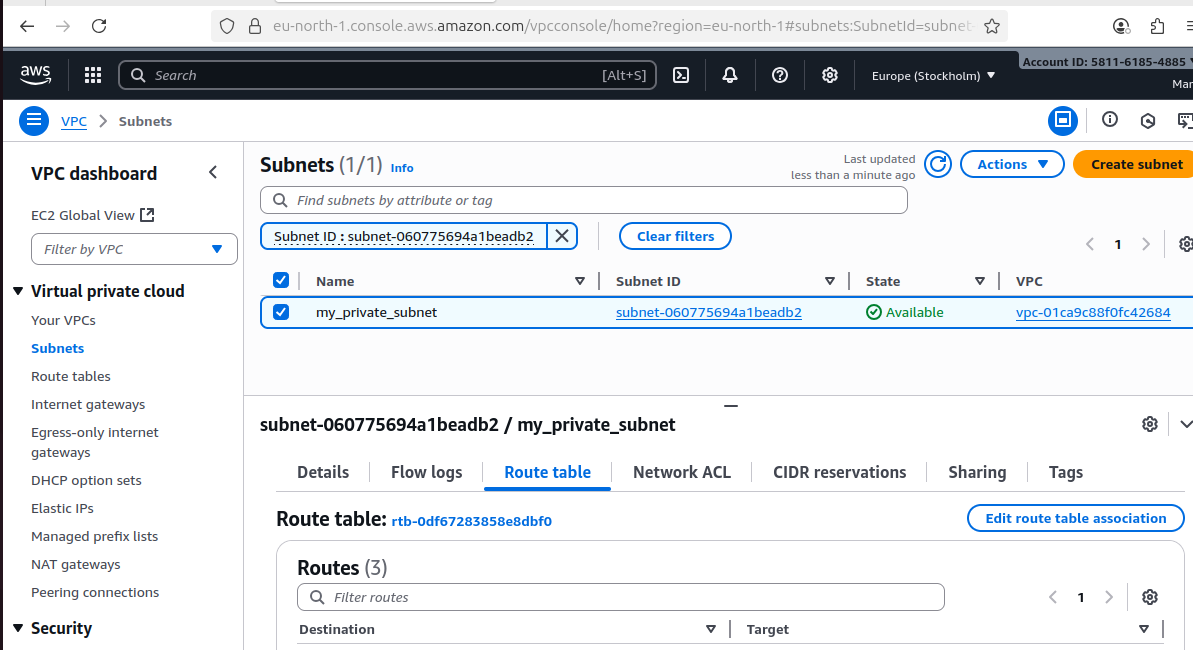 eu-north-1.console.aws.amazon.com/vpcconsole/home?region=eu-north-1#subnets:SubnetId=subnet-
aws
Search [Alt+S]
Europe (Stockholm)
Account ID: 5811-6185-4885
VPC > Subnets
VPC dashboard
EC2 Global View
Filter by VPC
Virtual private cloud
Your VPCs
Subnets
Route tables
Internet gateways
Egress-only internet
gateways
DHCP option sets
Elastic IPs
Managed prefix lists
NAT gateways
Peering connections
Security
Subnets (1/1) Info
Last updated
less than a minute ago
Actions
Create subnet
Find subnets by attribute or tag
Subnet ID : subnet-060775694a1beadb2
Clear filters
1
Name Subnet ID State VPC
my_private_subnet subnet-060775694a1beadb2 Available vpc-01ca9c88f0fc42684
subnet-060775694a1beadb2 / my_private_subnet
Details Flow logs Route table Network ACL CIDR reservations Sharing Tags
Route table: rtb-0df67283858e8dbf0
Edit route table association
Routes (3)
Filter routes
1
Destination Target